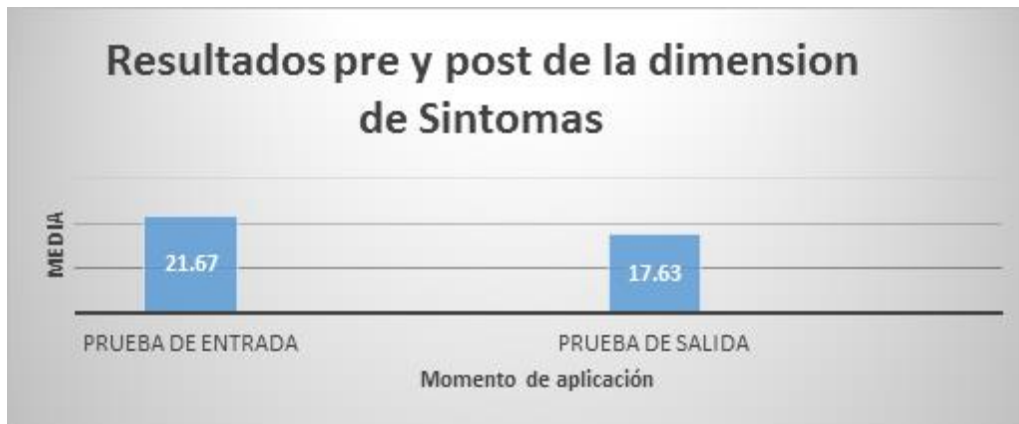 Resultados pre y post de la dimension
de Sintomas
MEDIA
21.67
17.63
PRUEBA DE ENTRADA
PRUEBA DE SALIDA
Momento de aplicación